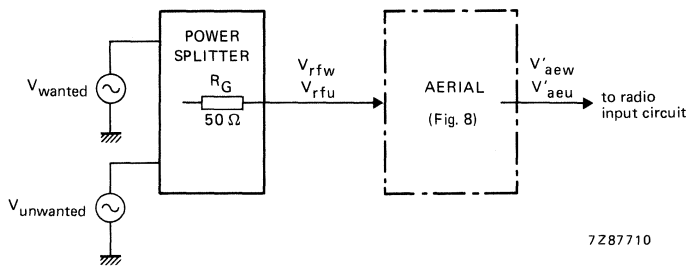 POWER
SPLITTER
R_G
50 Ω
V_wanted
V_unwanted
V_rfw
V_rfu
AERIAL
(Fig. 8)
V'_aew
V'_aeu
to radio
input circuit
7Z87710